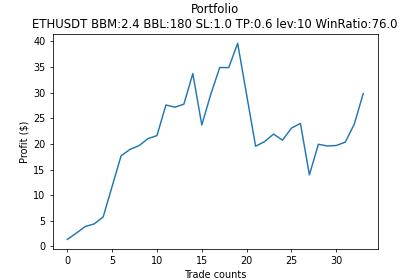 Portfolio
ETHUSDT BBM:2.4 BBL:180 SL:1.0 TP:0.6 lev:10 WinRatio:76.0
40
35
30
25
20
15
10
5
0
Profit ($)
0 5 10 15 20 25 30
Trade counts